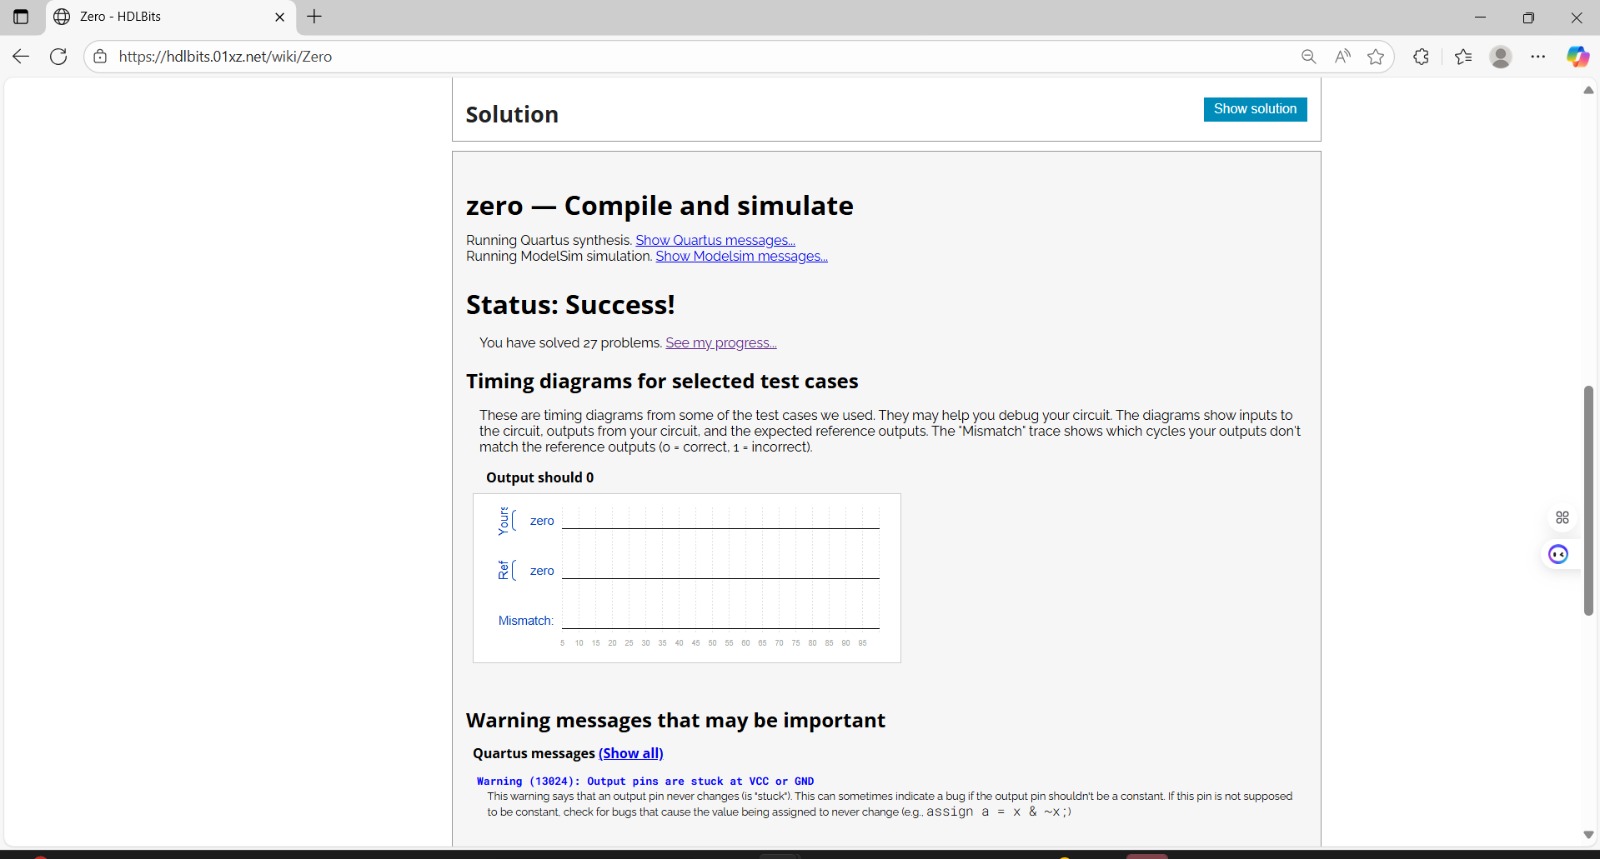 Zero - HDLBits
https://hdlbits.01xz.net/wiki/Zero
Solution
Show solution
zero — Compile and simulate
Running Quartus synthesis. Show Quartus messages...
Running ModelSim simulation. Show Modelsim messages...
Status: Success!
You have solved 27 problems. See my progress...
Timing diagrams for selected test cases
These are timing diagrams from some of the test cases we used. They may help you debug your circuit. The diagrams show inputs to
the circuit, outputs from your circuit, and the expected reference outputs. The "Mismatch" trace shows which cycles your outputs don't
match the reference outputs (0 = correct, 1 = incorrect).
Output should 0
Yours zero
Ref zero
Mismatch:
5 10 15 20 25 30 35 40 45 50 55 60 65 70 75 80 85 90 95
Warning messages that may be important
Quartus messages (Show all)
Warning (13024): Output pins are stuck at VCC or GND
This warning says that an output pin never changes (is "stuck"). This can sometimes indicate a bug if the output pin shouldn't be a constant. If this pin is not supposed
to be constant, check for bugs that cause the value being assigned to never change (e.g., assign a = x & ~x;)